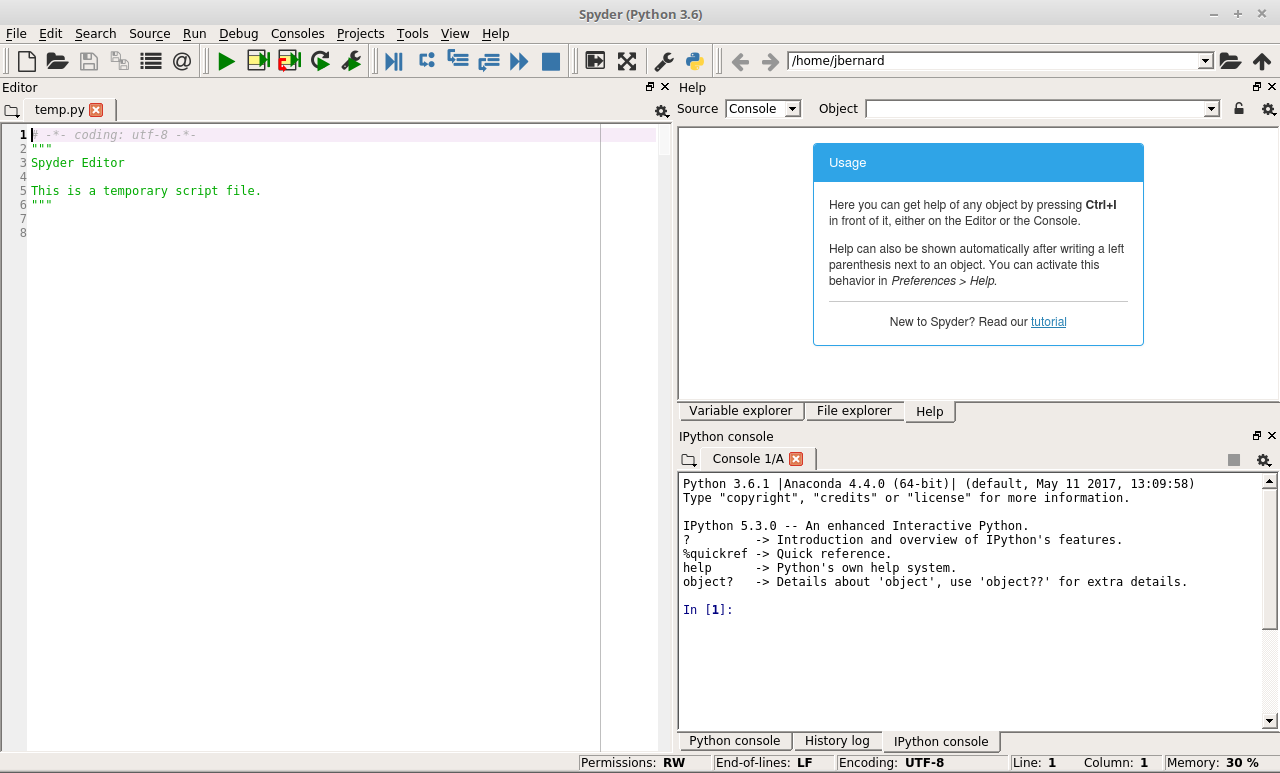 Spyder (Python 3.6)
File Edit Search Source Run Debug Consoles Projects Tools View Help
/home/jbernard
Editor
temp.py
1 # -*- coding: utf-8 -*-
2 """
3 Spyder Editor
4
5 This is a temporary script file.
6 """
7
8
Help
Source Console Object
Usage
Here you can get help of any object by pressing Ctrl+I
in front of it, either on the Editor or the Console.
Help can also be shown automatically after writing a left
parenthesis next to an object. You can activate this
behavior in Preferences > Help.
New to Spyder? Read our tutorial
Variable explorer File explorer Help
IPython console
Console 1/A
Python 3.6.1 |Anaconda 4.4.0 (64-bit)| (default, May 11 2017, 13:09:58)
Type "copyright", "credits" or "license" for more information.
IPython 5.3.0 -- An enhanced Interactive Python.
?         -> Introduction and overview of IPython's features.
%quickref -> Quick reference.
help      -> Python's own help system.
object?   -> Details about 'object', use 'object??' for extra details.
In [1]:
Python console History log IPython console
Permissions: RW End-of-lines: LF Encoding: UTF-8 Line: 1 Column: 1 Memory: 30 %